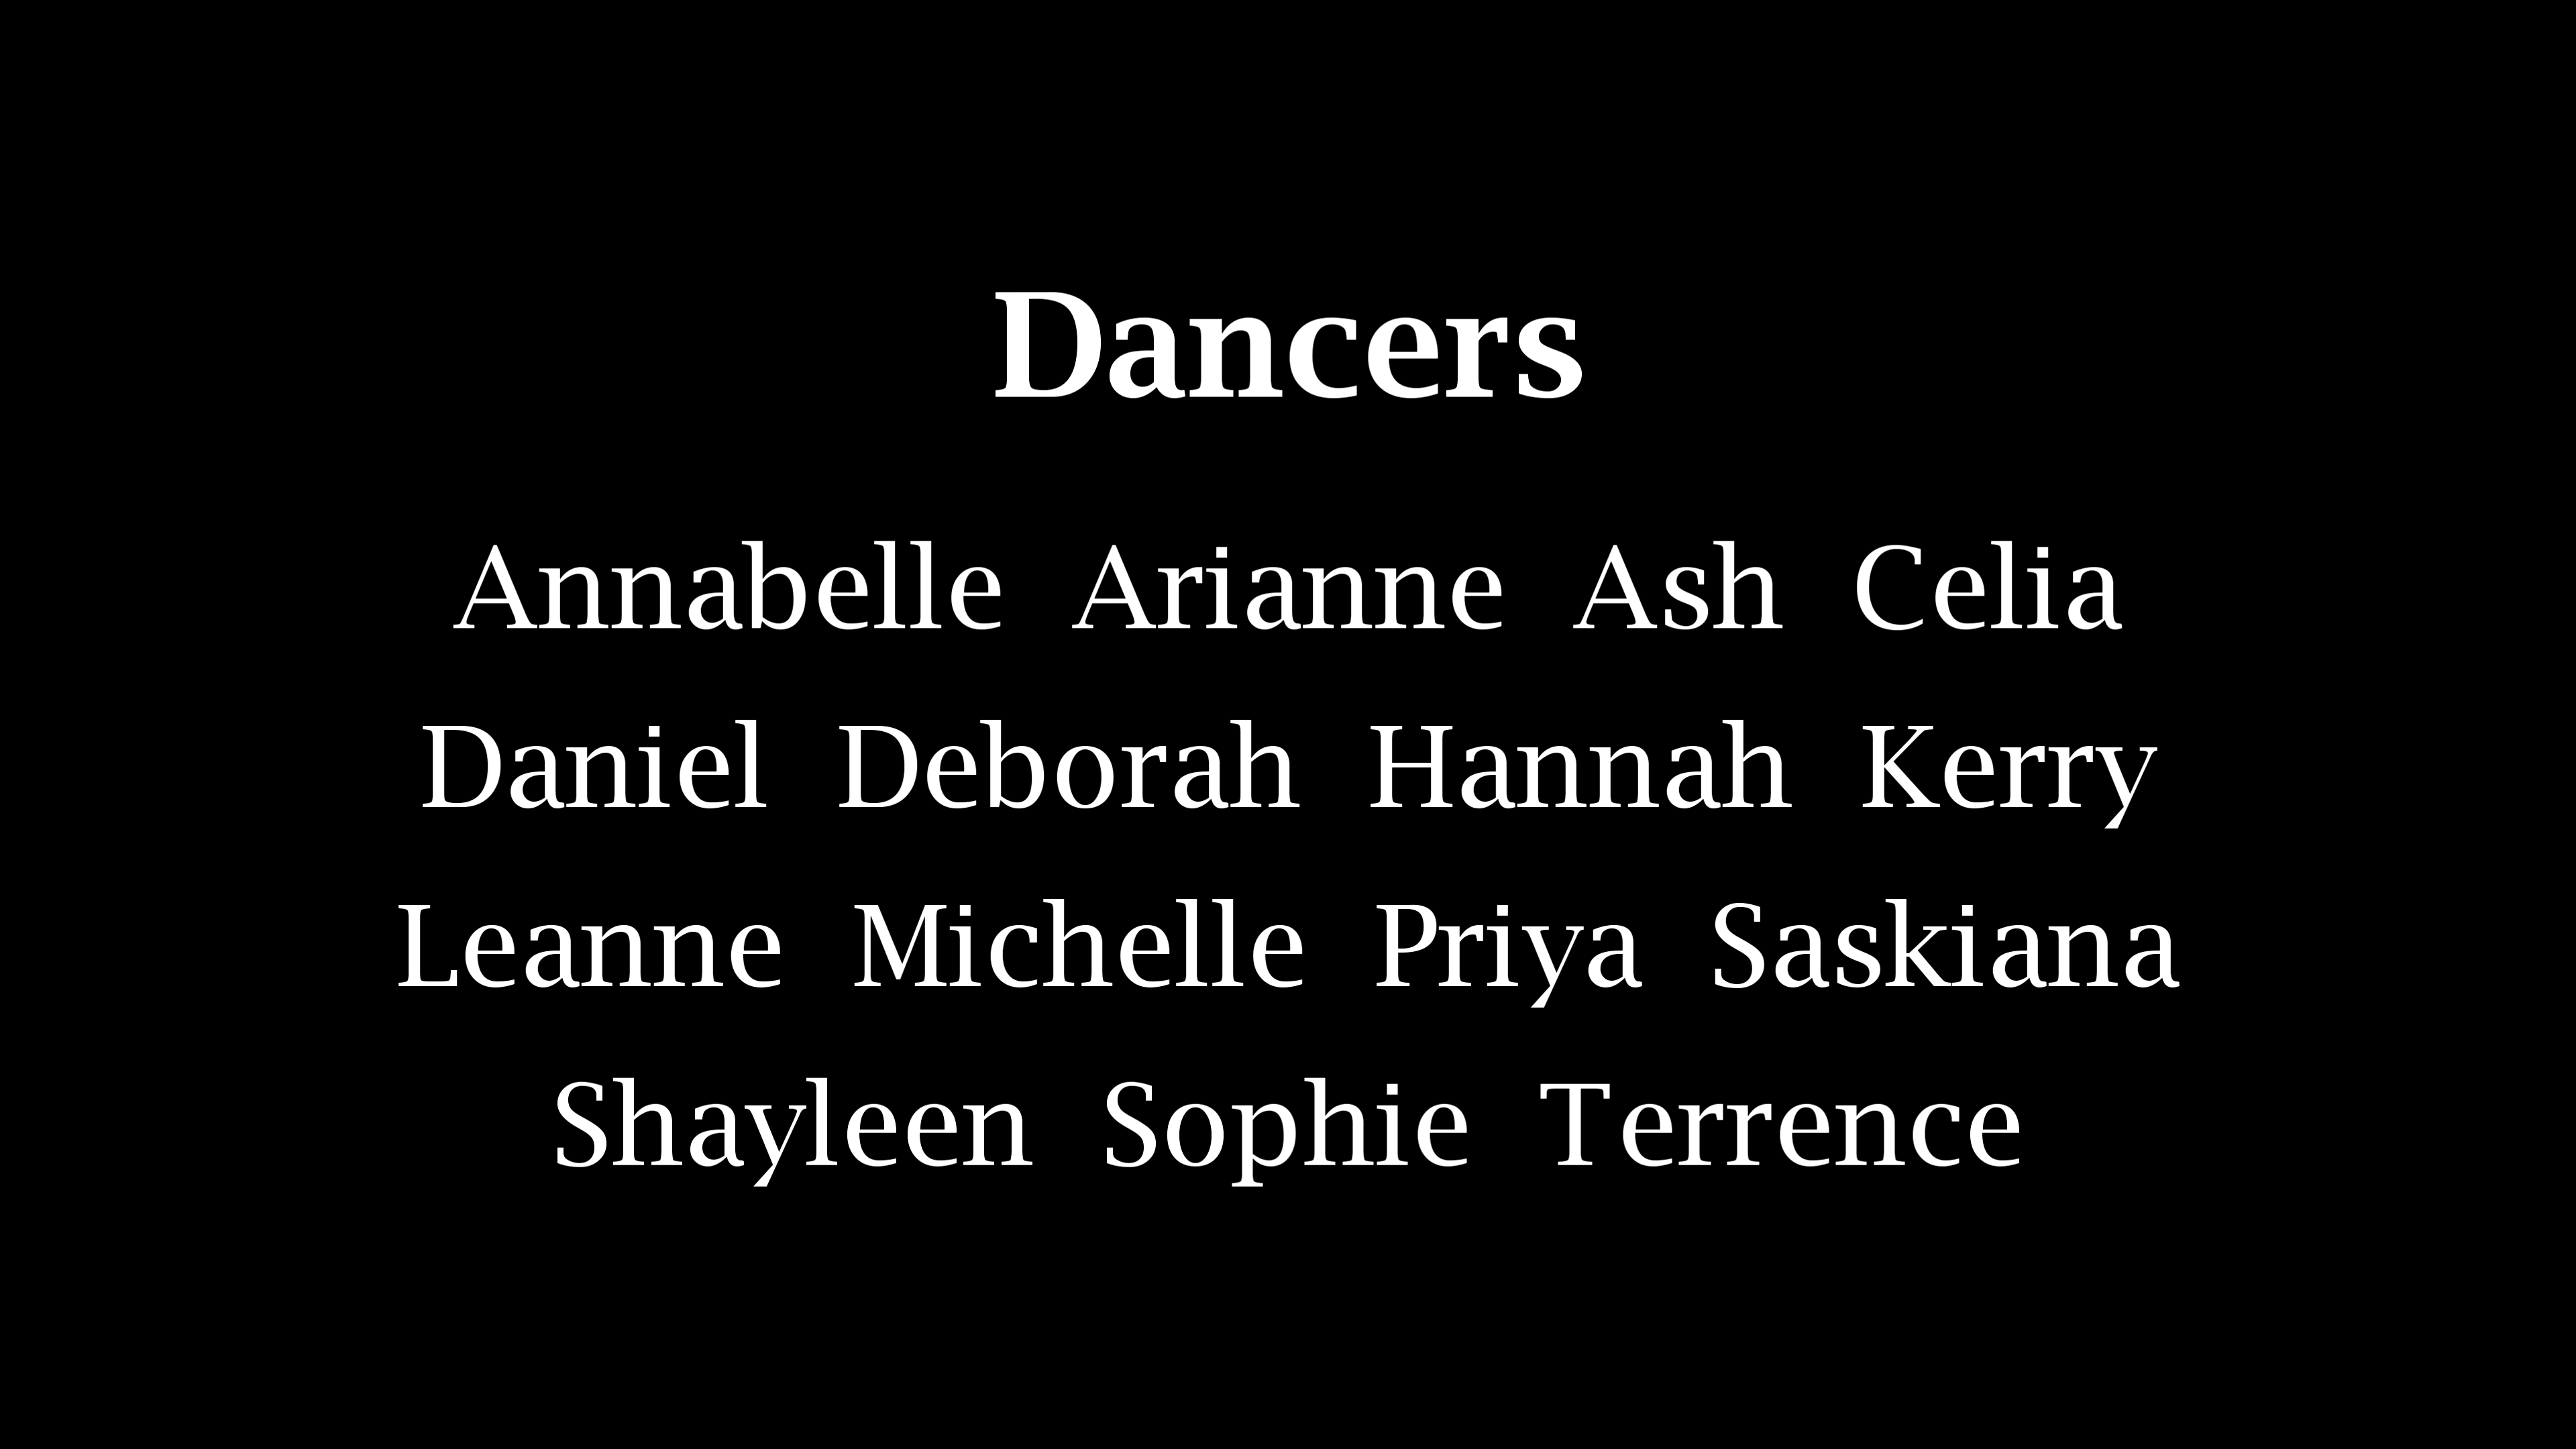 Dancers
Annabelle Arianne Ash Celia
Daniel Deborah Hannah Kerry
Leanne Michelle Priya Saskiana
Shayleen Sophie Terrence